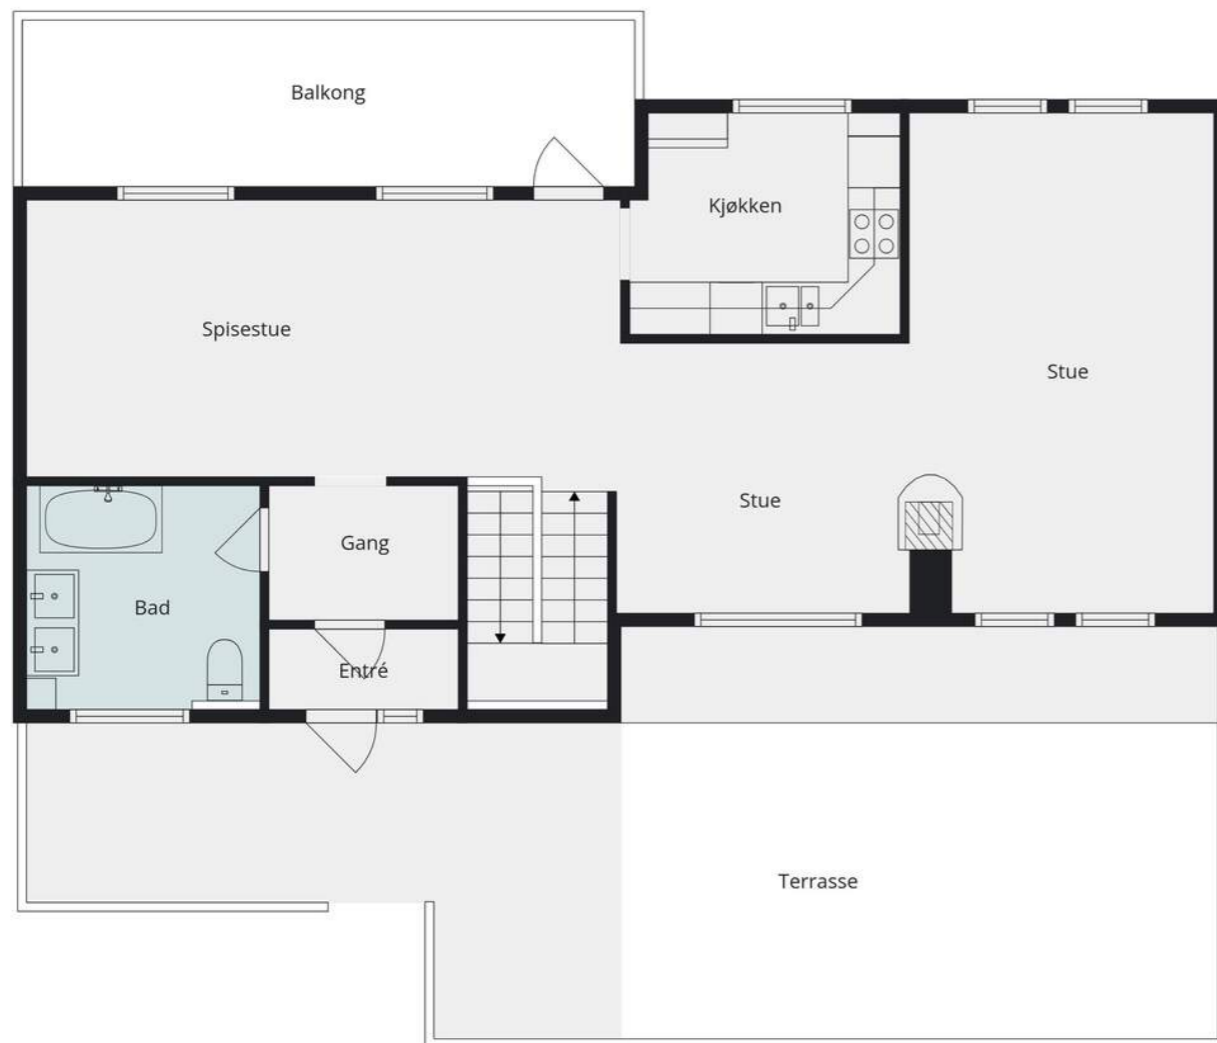 Balkong
Kjøkken
Spisestue
Stue
Stue
Gang
Bad
Entré
Terrasse